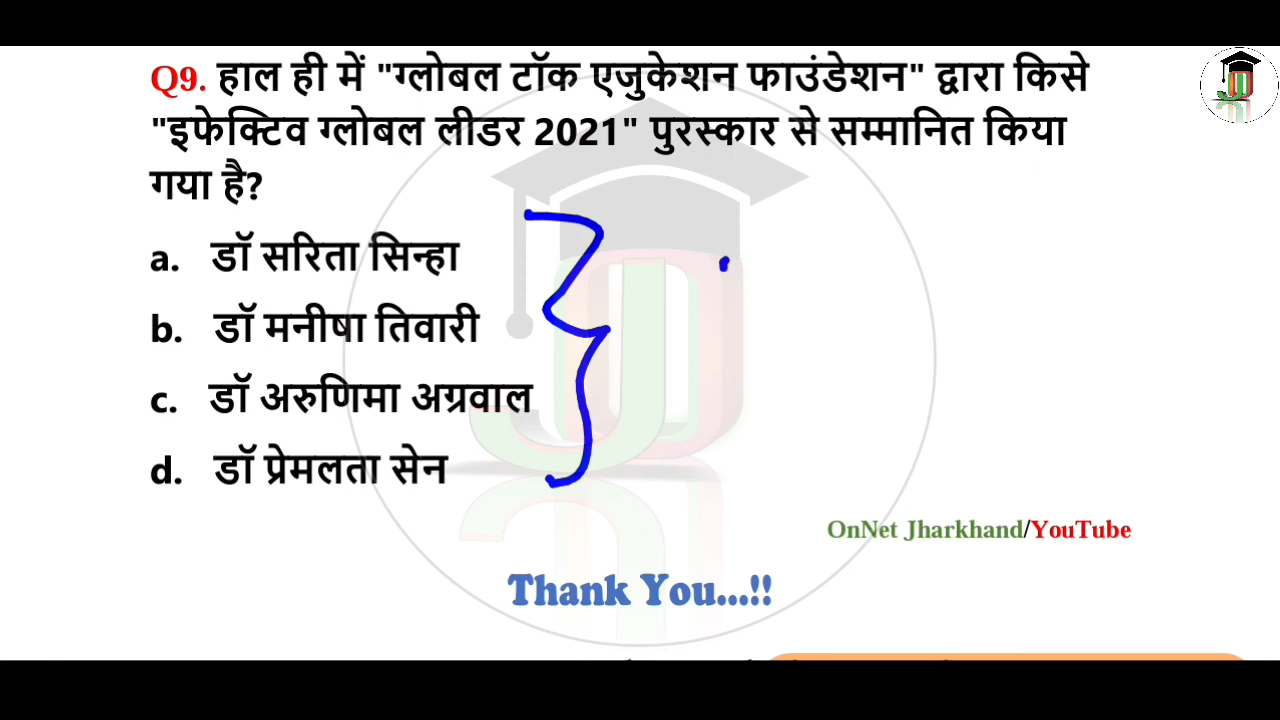 Q9. हाल ही में "ग्लोबल टॉक एजुकेशन फाउंडेशन" द्वारा किसे
"इफेक्टिव ग्लोबल लीडर 2021" पुरस्कार से सम्मानित किया
गया है?
a. डॉ सरिता सिन्हा
b. डॉ मनीषा तिवारी
c. डॉ अरुणिमा अग्रवाल
d. डॉ प्रेमलता सेन
OnNet Jharkhand/YouTube
Thank You...!!